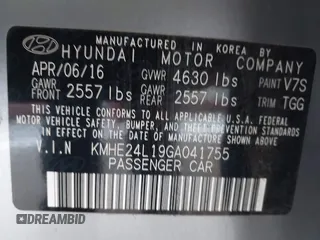 MANUFACTURED IN KOREA BY
HYUNDAI MOTOR COMPANY
APR/06/16 GVWR 4630 lbs PAINT V7S
GAWR FRONT 2557 lbs GAWR REAR 2557 lbs TRIM TGG
THIS VEHICLE CONFORMS TO ALL APPLICABLE U.S. FEDERAL
MOTOR VEHICLE SAFETY, BUMPER, AND THEFT PREVENTION
STANDARDS IN EFFECT ON THE DATE OF MANUFACTURE
SHOWN ABOVE.
V.I.N KMHE24L19GA041755
PASSENGER CAR
DREAMBID